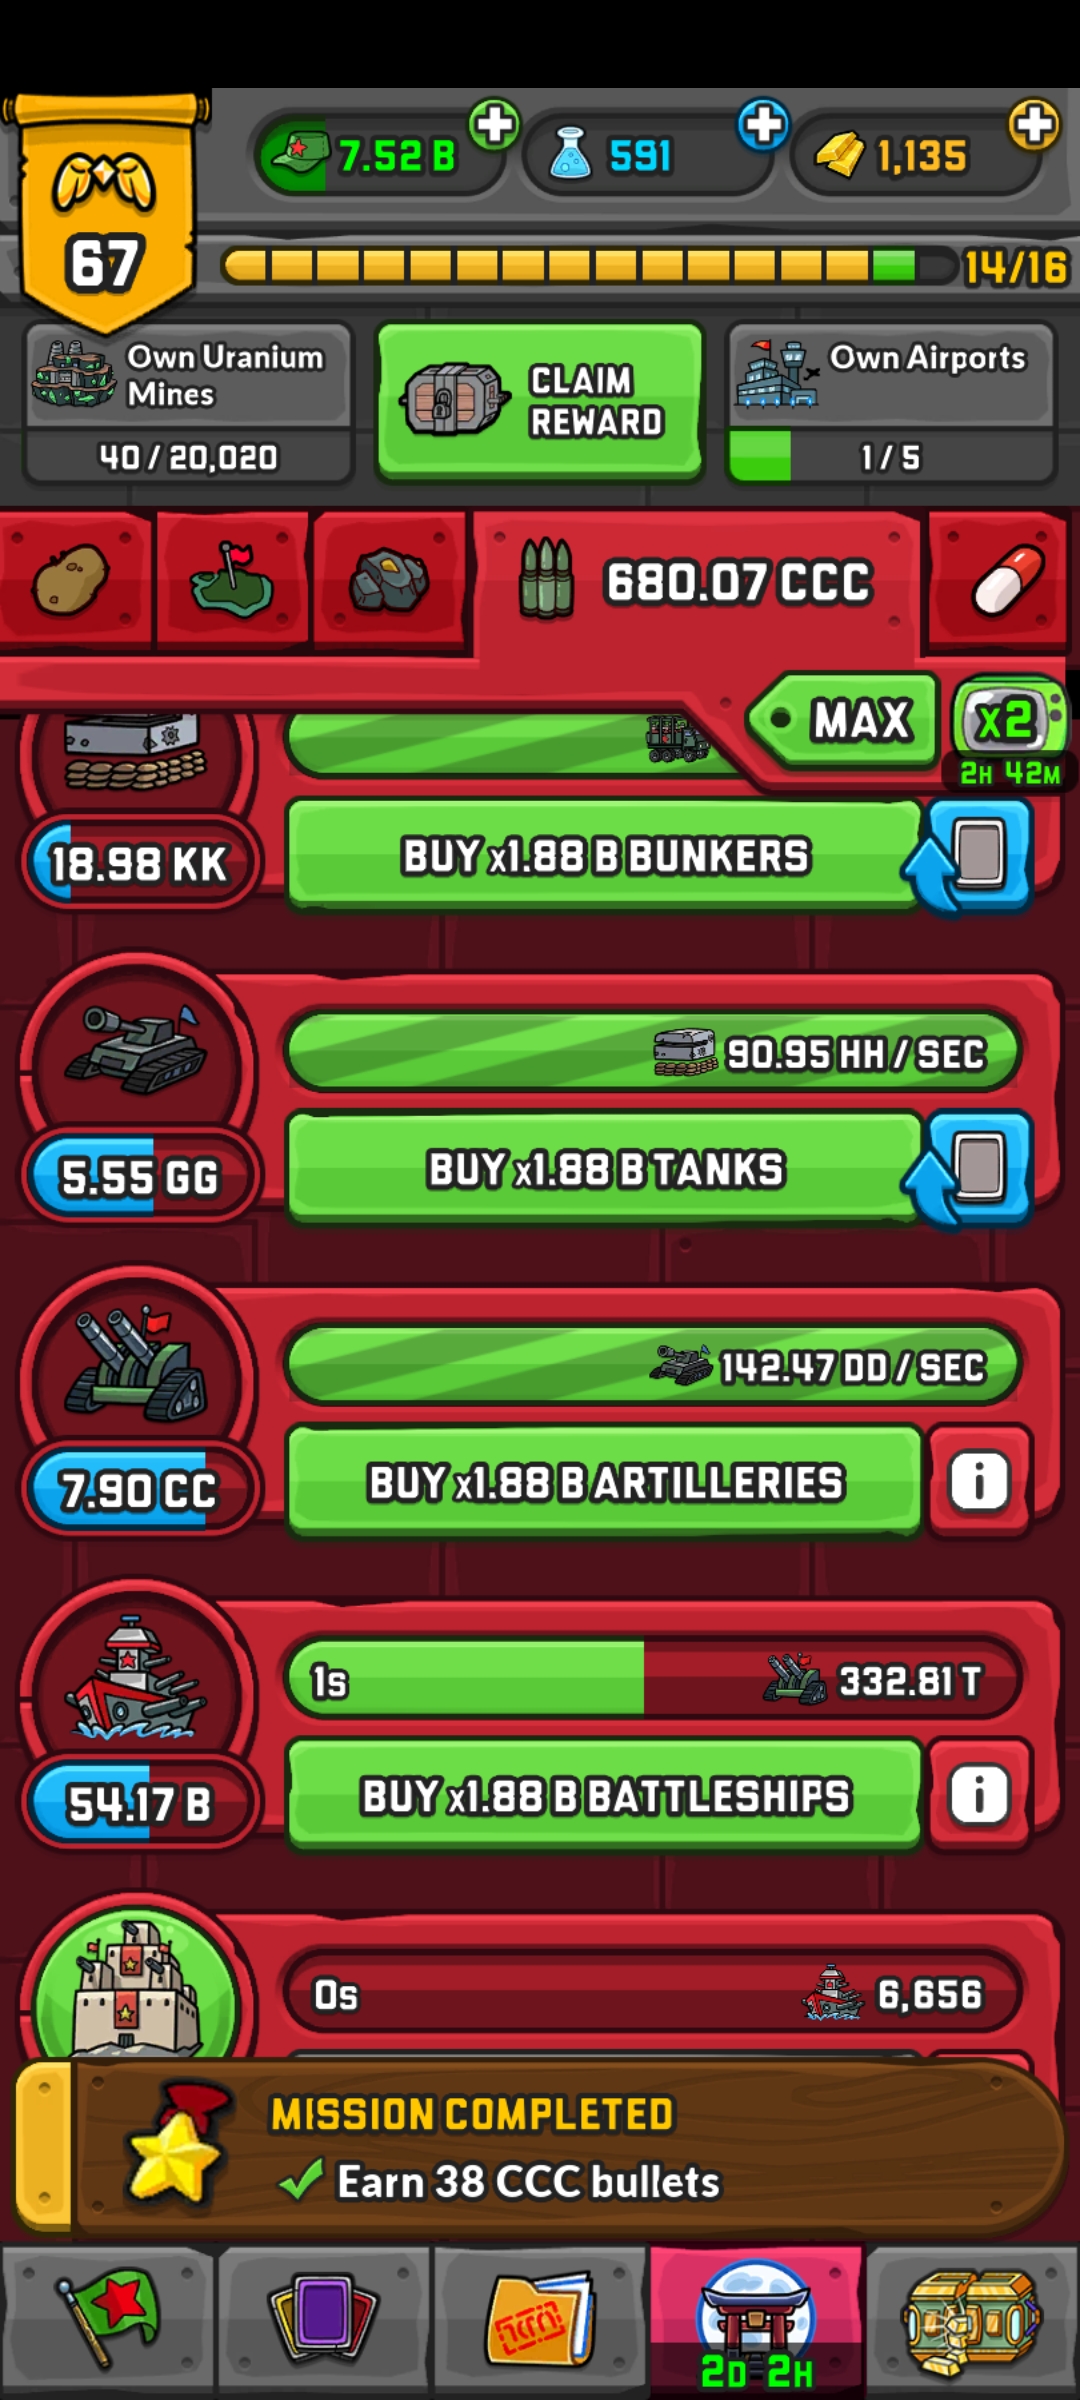 67
7.52 B
591
1,135
14/16
Own Uranium
Mines
40 / 20,020
CLAIM
REWARD
Own Airports
1 / 5
680.07 CCC
MAX
x2
2H 42M
18.98 KK
BUY x1.88 B BUNKERS
90.95 HH / SEC
5.55 GG
BUY x1.88 B TANKS
142.47 DD / SEC
7.90 CC
BUY x1.88 B ARTILLERIES
i
1s
332.81 T
54.17 B
BUY x1.88 B BATTLESHIPS
i
0s
6,656
MISSION COMPLETED
Earn 38 CCC bullets
2D 2H